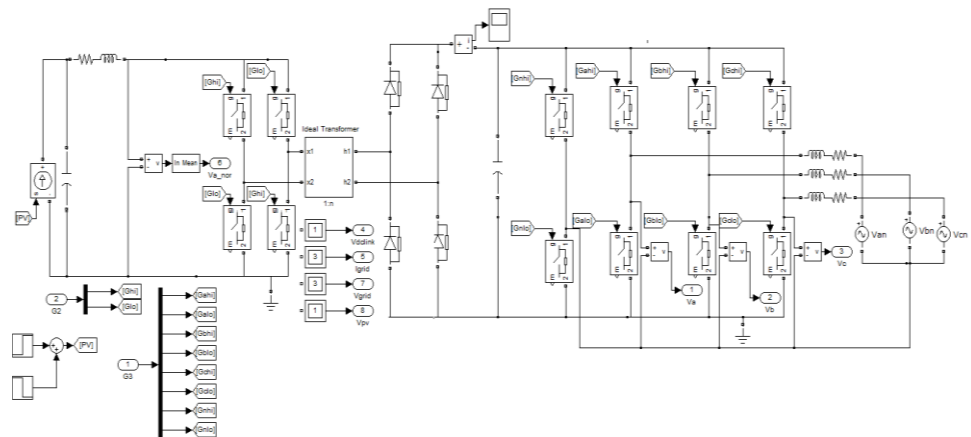 [Ghi]
[Glo]
[Glo]
[Ghi]
Ideal Transformer
x1
h1
x2
h2
1:n
In Mean
6
Va_nor
[PV]
1
4
Vddlink
3
5
Igrid
3
7
Vgrid
1
8
Vpv
[Gnhi]
[Gahi]
[Gbhi]
[Gchi]
[Gnlo]
[Galo]
[Gblo]
[Gclo]
1
Va
2
Vb
3
Vc
Van
Vbn
Vcn
2
G2
[Ghi]
[Glo]
[PV]
1
G3
[Gahi]
[Galo]
[Gbhi]
[Gblo]
[Gchi]
[Gclo]
[Gnhi]
[Gnlo]